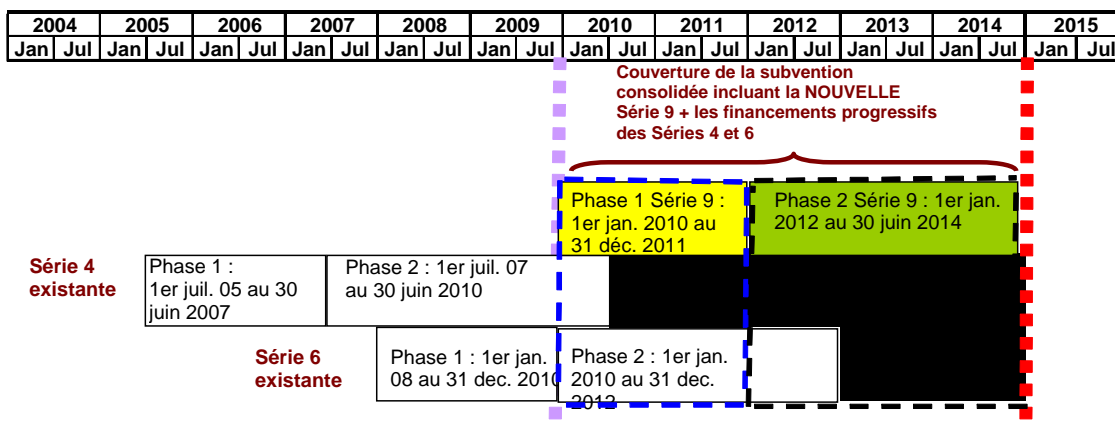 2004 2005 2006 2007 2008 2009 2010 2011 2012 2013 2014 2015
Jan Jul Jan Jul Jan Jul Jan Jul Jan Jul Jan Jul Jan Jul Jan Jul Jan Jul Jan Jul Jan Jul Jan Jul
Couverture de la subvention
consolidée incluant la NOUVELLE
Série 9 + les financements progressifs
des Séries 4 et 6
Phase 1 Série 9 :
1er jan. 2010 au
31 déc. 2011
Phase 2 Série 9 : 1er jan.
2012 au 30 juin 2014
Série 4
existante
Phase 1 :
1er juil. 05 au 30
juin 2007
Phase 2 : 1er juil. 07
au 30 juin 2010
Série 6
existante
Phase 1 : 1er jan.
08 au 31 dec. 2010
Phase 2 : 1er jan.
2010 au 31 dec.
2012